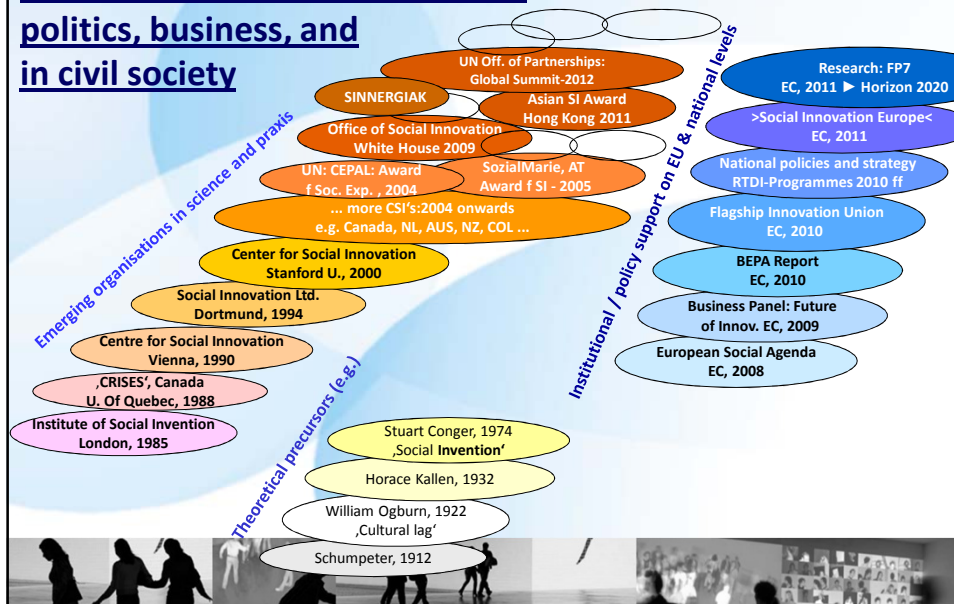 politics, business, and
in civil society
UN Off. of Partnerships:
Global Summit-2012
SINNERGIAK
Asian SI Award
Hong Kong 2011
Office of Social Innovation
White House 2009
UN: CEPAL: Award
f Soc. Exp. , 2004
SozialMarie, AT
Award f SI - 2005
... more CSI's:2004 onwards
e.g. Canada, NL, AUS, NZ, COL ...
Center for Social Innovation
Stanford U., 2000
Social Innovation Ltd.
Dortmund, 1994
Centre for Social Innovation
Vienna, 1990
‚CRISES‘, Canada
U. Of Quebec, 1988
Institute of Social Invention
London, 1985
Emerging organisations in science and praxis
Theoretical precursors (e.g.)
Stuart Conger, 1974
‚Social Invention‘
Horace Kallen, 1932
William Ogburn, 1922
‚Cultural lag‘
Schumpeter, 1912
Institutional / policy support on EU & national levels
Research: FP7
EC, 2011 ► Horizon 2020
>Social Innovation Europe<
EC, 2011
National policies and strategy
RTDI-Programmes 2010 ff
Flagship Innovation Union
EC, 2010
BEPA Report
EC, 2010
Business Panel: Future
of Innov. EC, 2009
European Social Agenda
EC, 2008